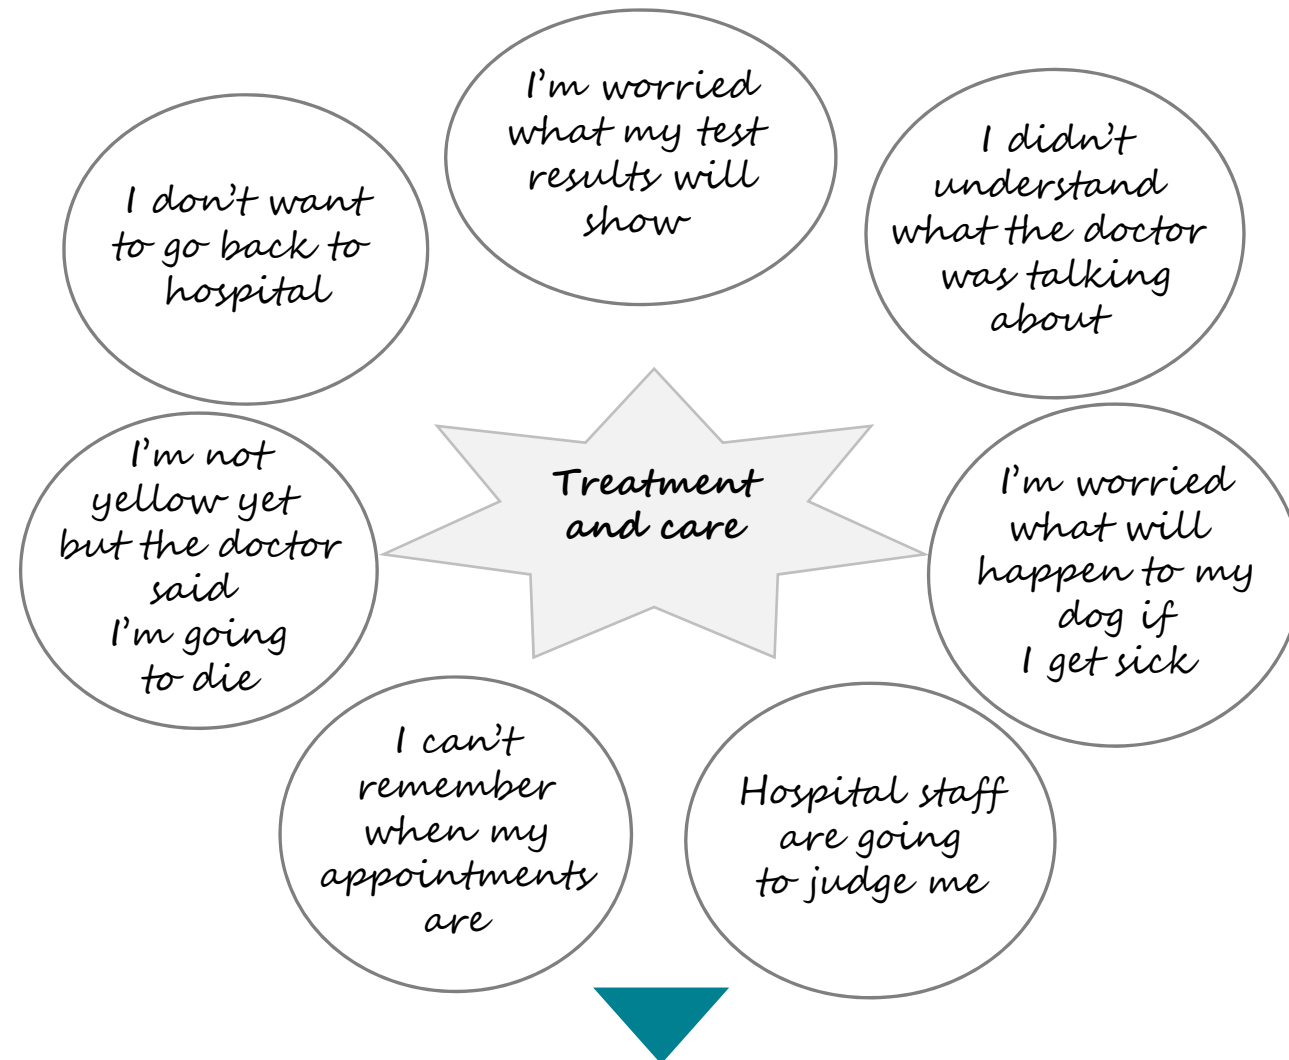 I'm worried
what my test
results will
show
I didn't
understand
what the doctor
was talking
about
I don't want
to go back to
hospital
Treatment
and care
I'm not
yellow yet
but the doctor
said
I'm going
to die
I'm worried
what will
happen to my
dog if
I get sick
I can't
remember
when my
appointments
are
Hospital staff
are going
to judge me